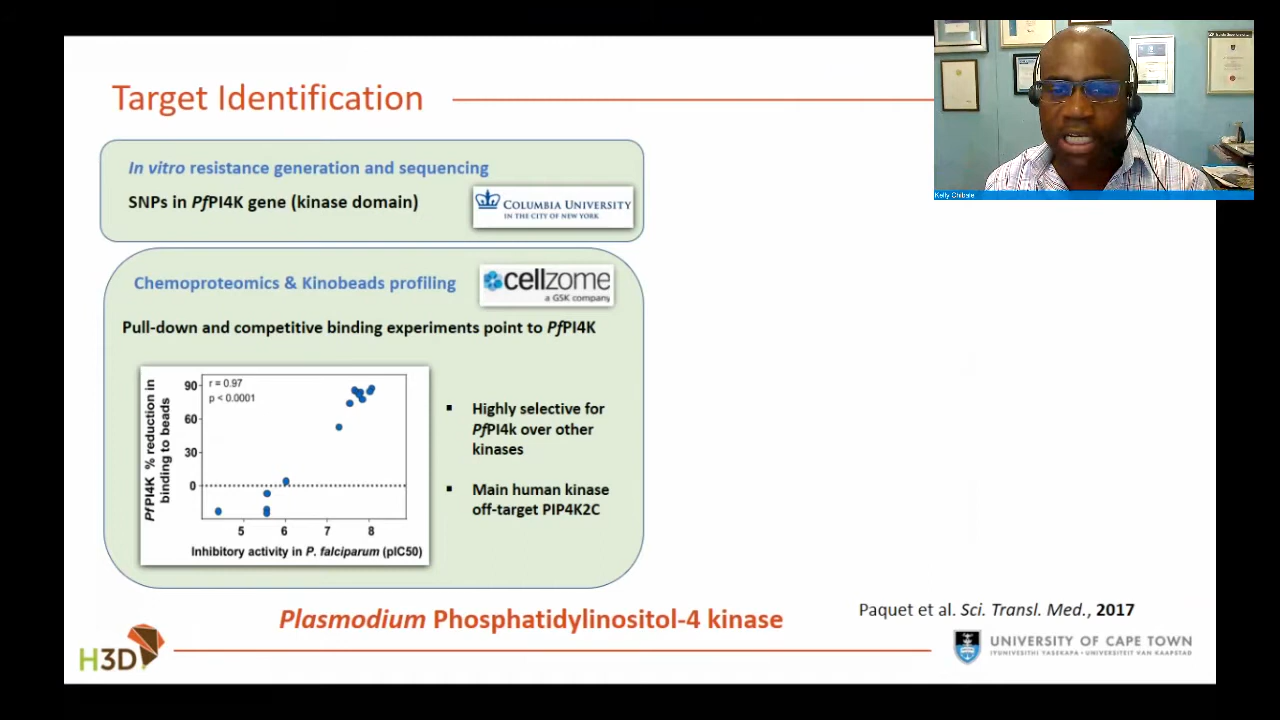 Target Identification
Kelly Chibale
In vitro resistance generation and sequencing
SNPs in PfPI4K gene (kinase domain)
COLUMBIA UNIVERSITY
IN THE CITY OF NEW YORK
Chemoproteomics & Kinobeads profiling
cellzome
a GSK company
Pull-down and competitive binding experiments point to PfPI4K
PfPI4K % reduction in
binding to beads
90
60
30
0
r = 0.97
p < 0.0001
5 6 7 8
Inhibitory activity in P. falciparum (pIC50)
▪ Highly selective for
PfPI4k over other
kinases
▪ Main human kinase
off-target PIP4K2C
Plasmodium Phosphatidylinositol-4 kinase
Paquet et al. Sci. Transl. Med., 2017
H3D
UNIVERSITY OF CAPE TOWN
IYUNIVESITHI YASEKAPA • UNIVERSITEIT VAN KAAPSTAD